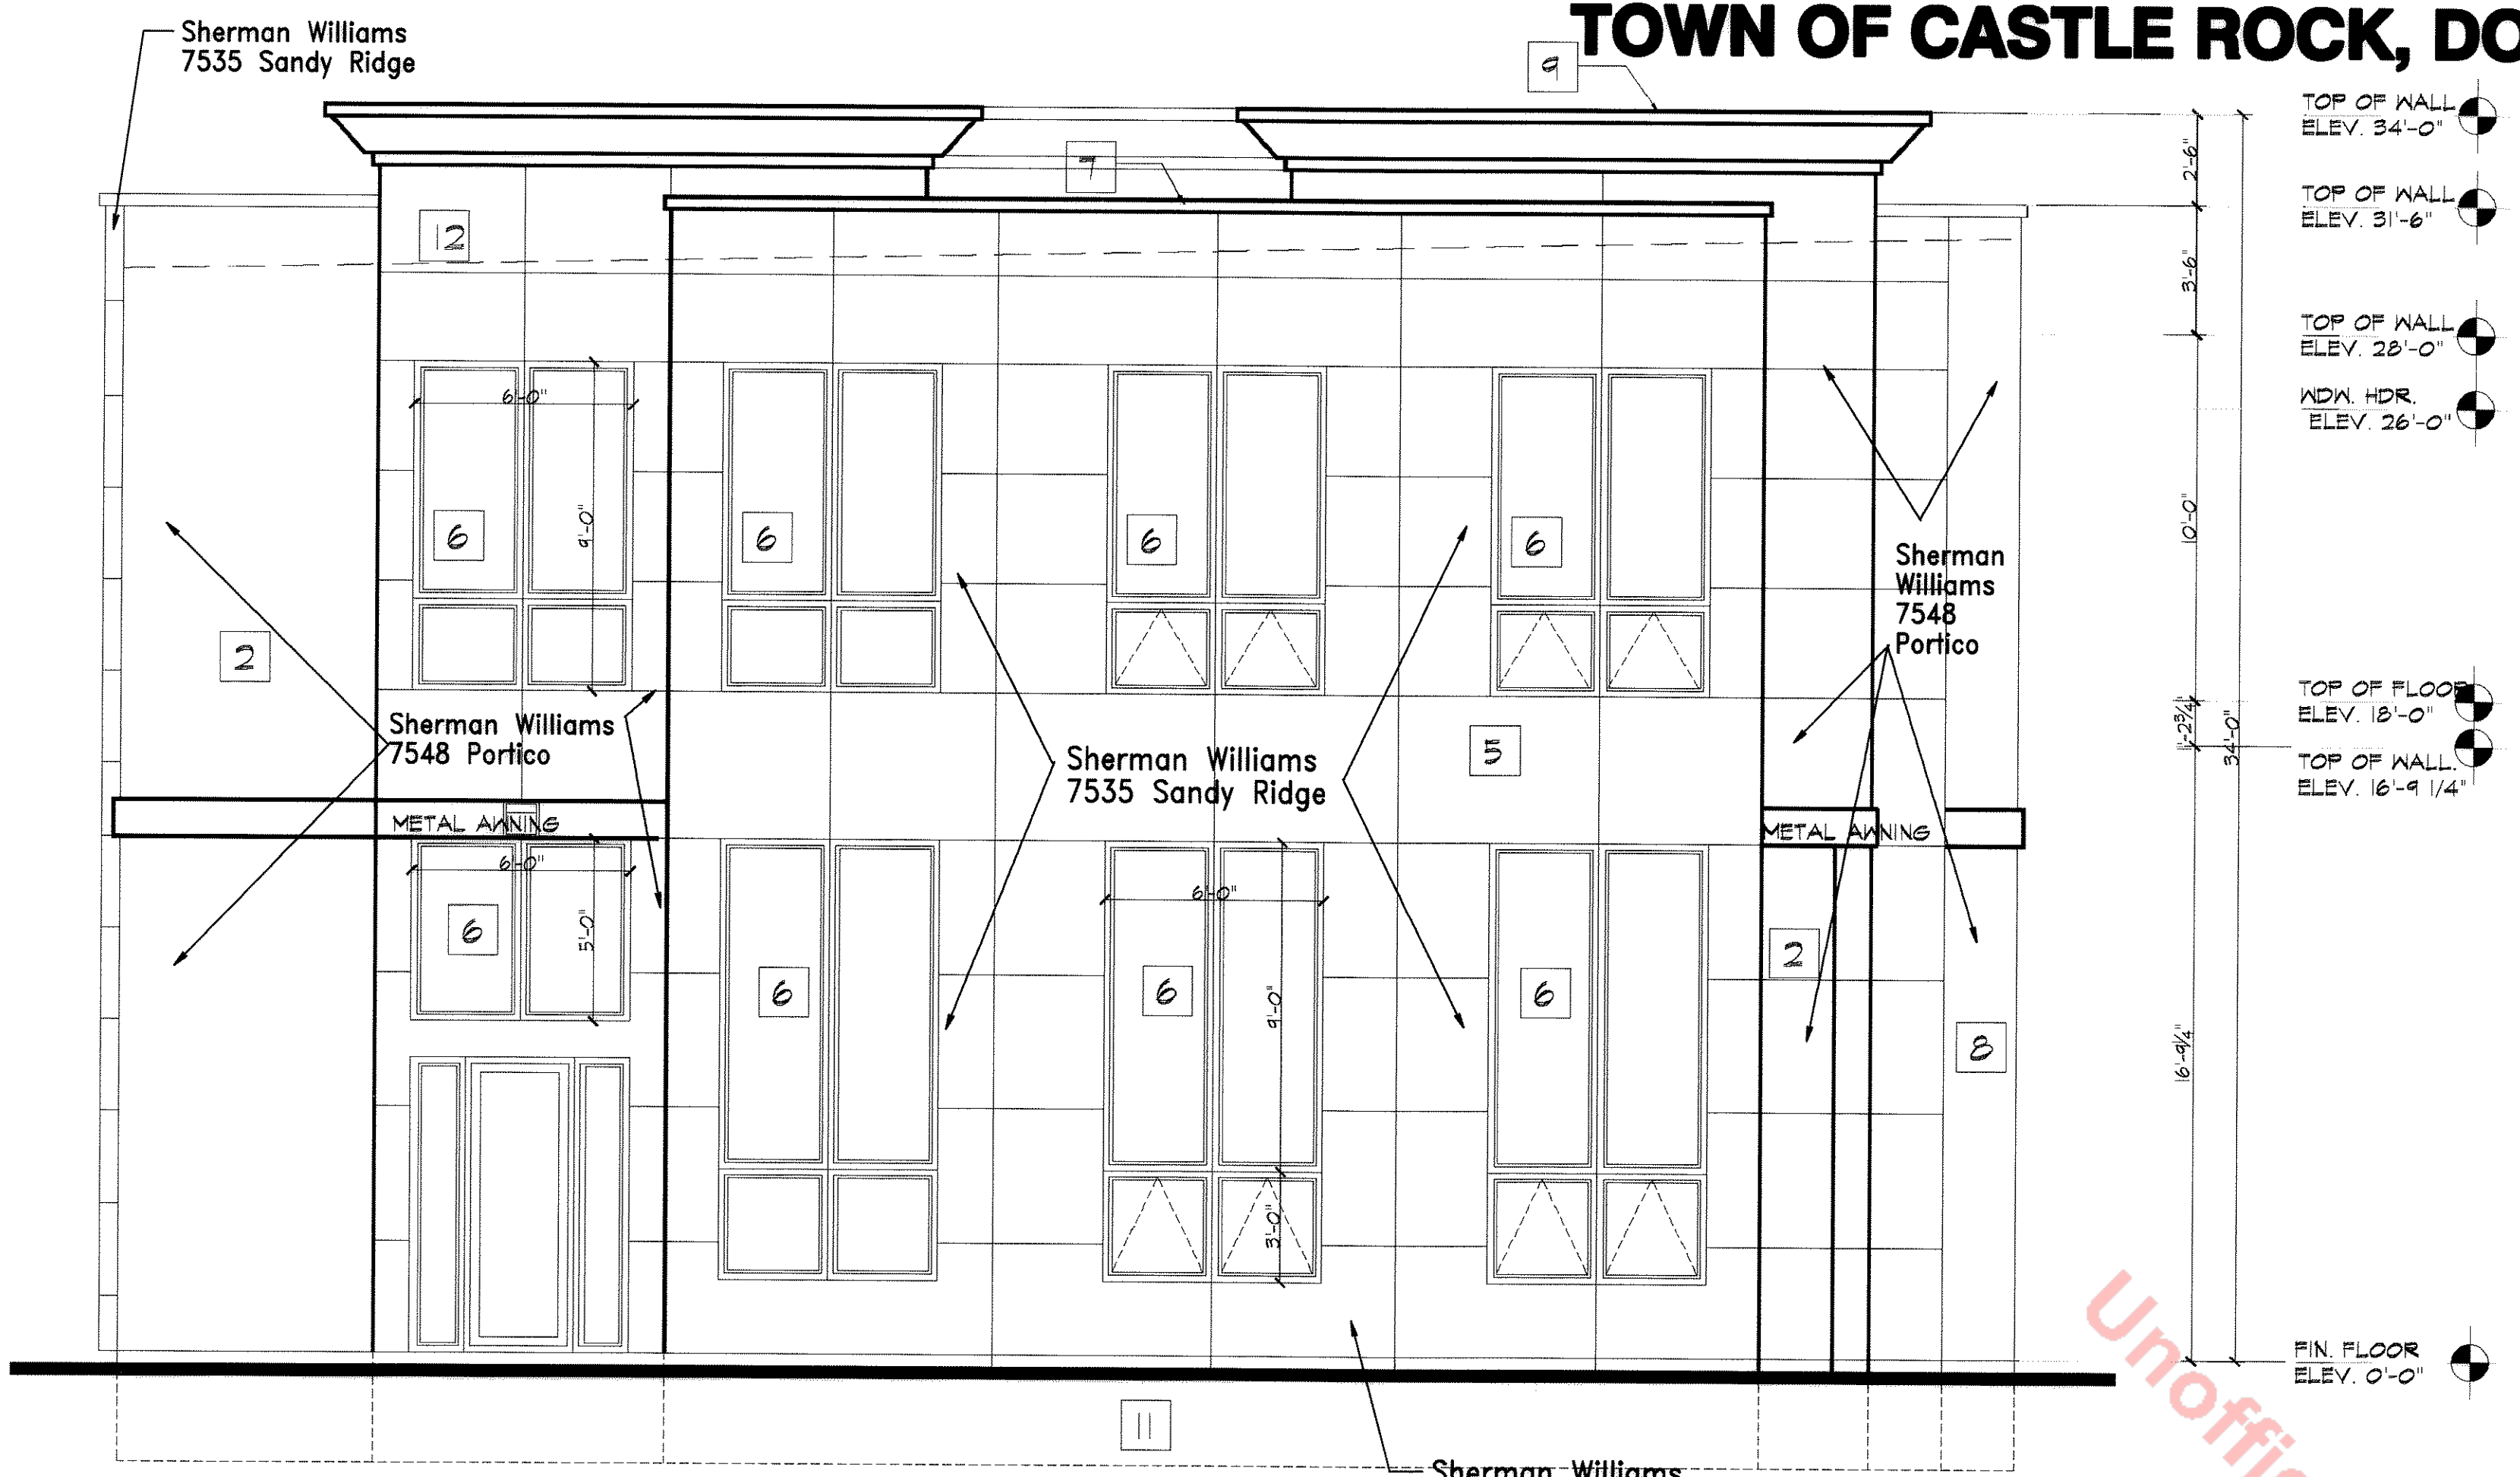 TOWN OF CASTLE ROCK, DO
Sherman Williams
7535 Sandy Ridge
9
7
12
TOP OF WALL
ELEV. 34'-0"
2'-6"
TOP OF WALL
ELEV. 31'-6"
3'-6"
TOP OF WALL
ELEV. 28'-0"
WDW. HDR.
ELEV. 26'-0"
6'-0"
9'-0"
6
6
6
6
10'-0"
Sherman
Williams
7548
Portico
2
Sherman Williams
7548 Portico
Sherman Williams
7535 Sandy Ridge
5
TOP OF FLOOR
ELEV. 18'-0"
1'-2 3/4"
34'-0"
TOP OF WALL.
ELEV. 16'-9 1/4"
METAL AWNING
METAL AWNING
6'-0"
5'-0"
6
6
6'-0"
9'-0"
6
6
2
8
16'-9 1/4"
3'-0"
FIN. FLOOR
ELEV. 0'-0"
11
Sherman Williams
Unoffi